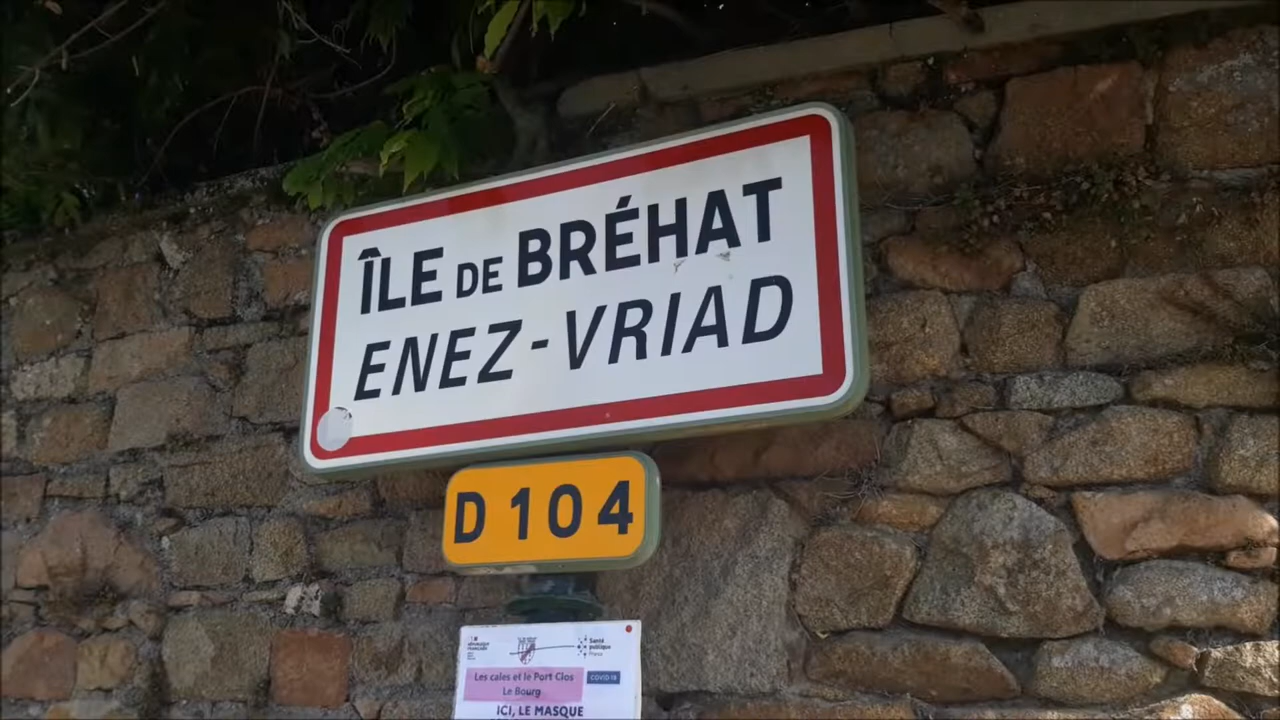 ÎLE DE BRÉHAT
ENEZ-VRIAD
D 104
Santé
publique
France
COVID 19
Les cales et le Port Clos
Le Bourg
ICI, LE MASQUE